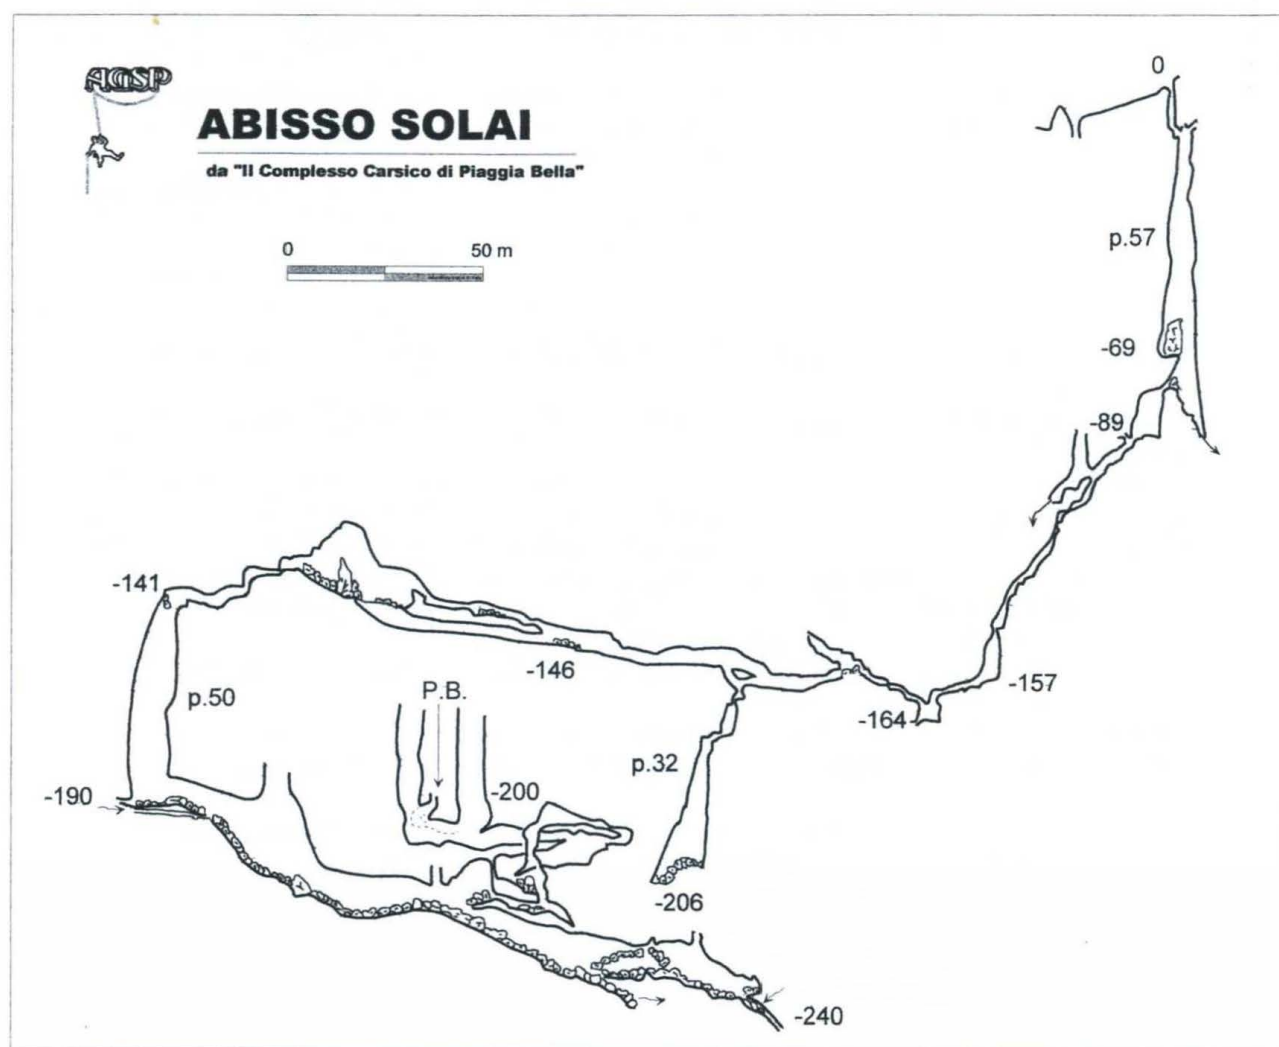 AGSP
ABISSO SOLAI
da "Il Complesso Carsico di Piaggia Bella"
0 50 m
0
p.57
-69
-89
-141
-146
-157
P.B.
p.50
-164
p.32
-190
-200
-206
-240